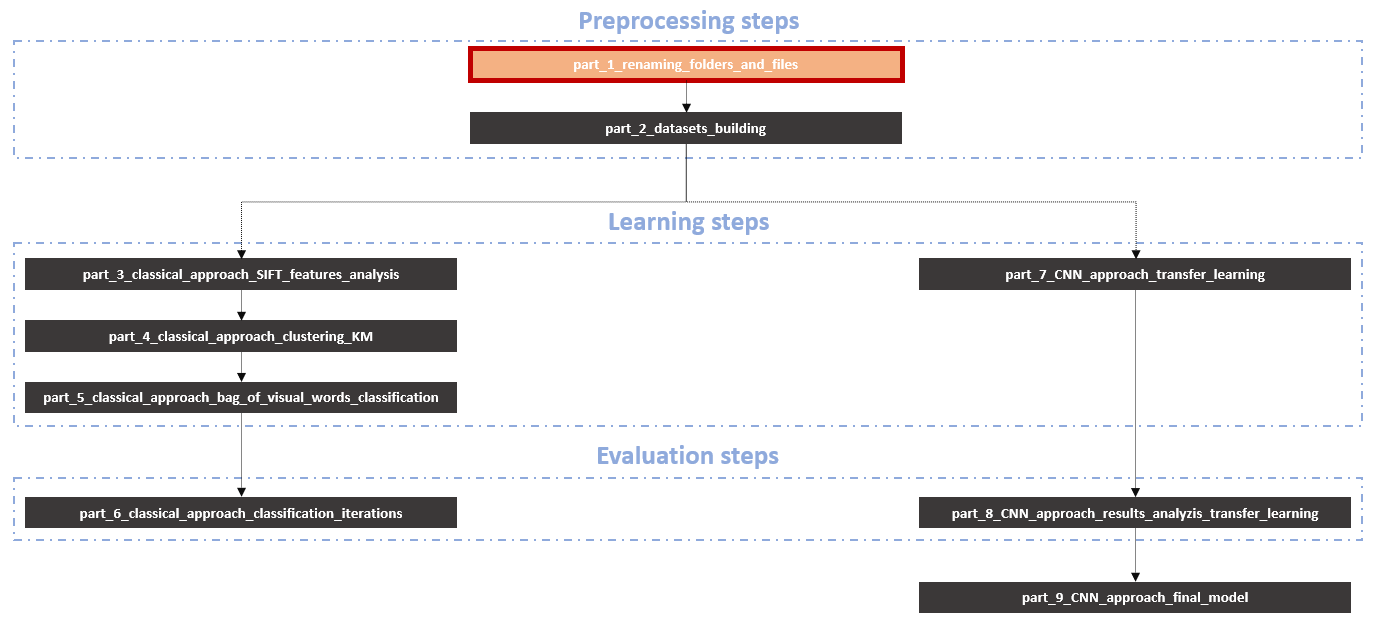 Preprocessing steps
part_1_renaming_folders_and_files
part_2_datasets_building
Learning steps
part_3_classical_approach_SIFT_features_analysis
part_7_CNN_approach_transfer_learning
part_4_classical_approach_clustering_KM
part_5_classical_approach_bag_of_visual_words_classification
Evaluation steps
part_6_classical_approach_classification_iterations
part_8_CNN_approach_results_analyzis_transfer_learning
part_9_CNN_approach_final_model